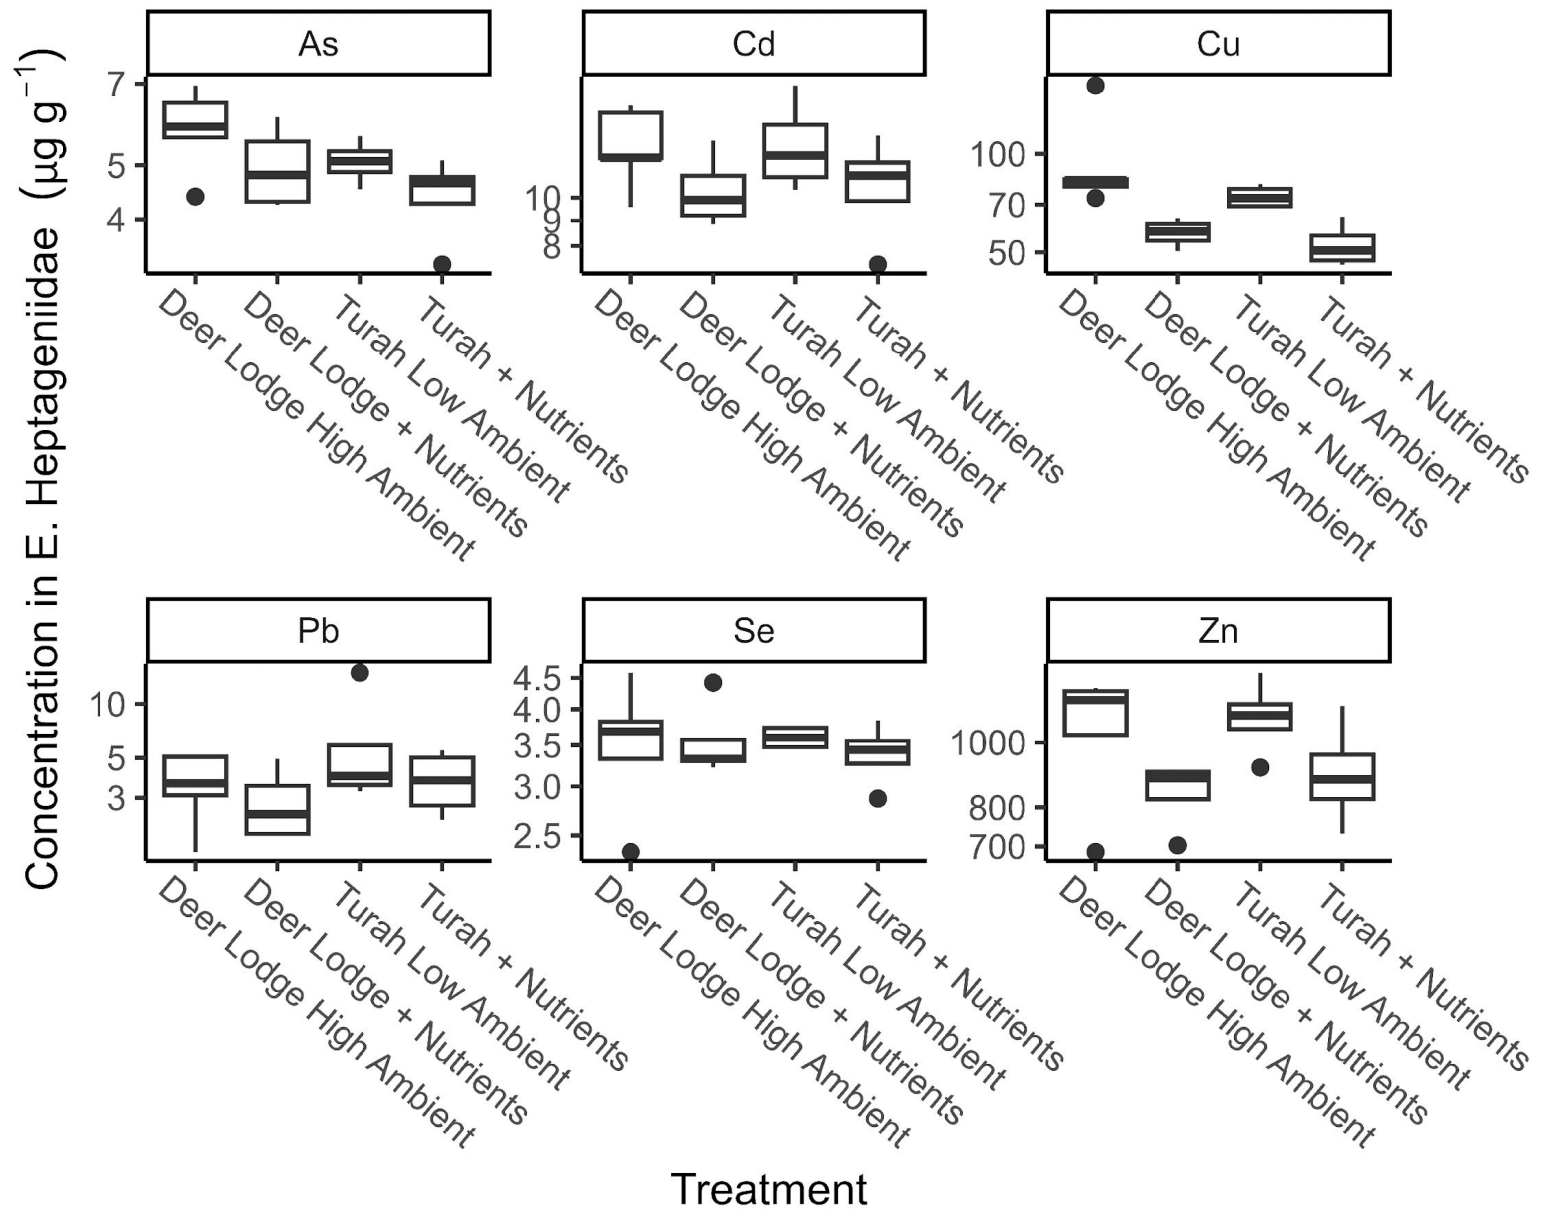 Concentration in E. Heptageniidae (µg g⁻¹)
As
7
5
4
Deer Lodge High Ambient
Deer Lodge + Nutrients
Turah Low Ambient
Turah + Nutrients
Cd
10
9
8
Deer Lodge High Ambient
Deer Lodge + Nutrients
Turah Low Ambient
Turah + Nutrients
Cu
100
70
50
Deer Lodge High Ambient
Deer Lodge + Nutrients
Turah Low Ambient
Turah + Nutrients
Pb
10
5
3
Deer Lodge High Ambient
Deer Lodge + Nutrients
Turah Low Ambient
Turah + Nutrients
Se
4.5
4.0
3.5
3.0
2.5
Deer Lodge High Ambient
Deer Lodge + Nutrients
Turah Low Ambient
Turah + Nutrients
Zn
1000
800
700
Deer Lodge High Ambient
Deer Lodge + Nutrients
Turah Low Ambient
Turah + Nutrients
Treatment